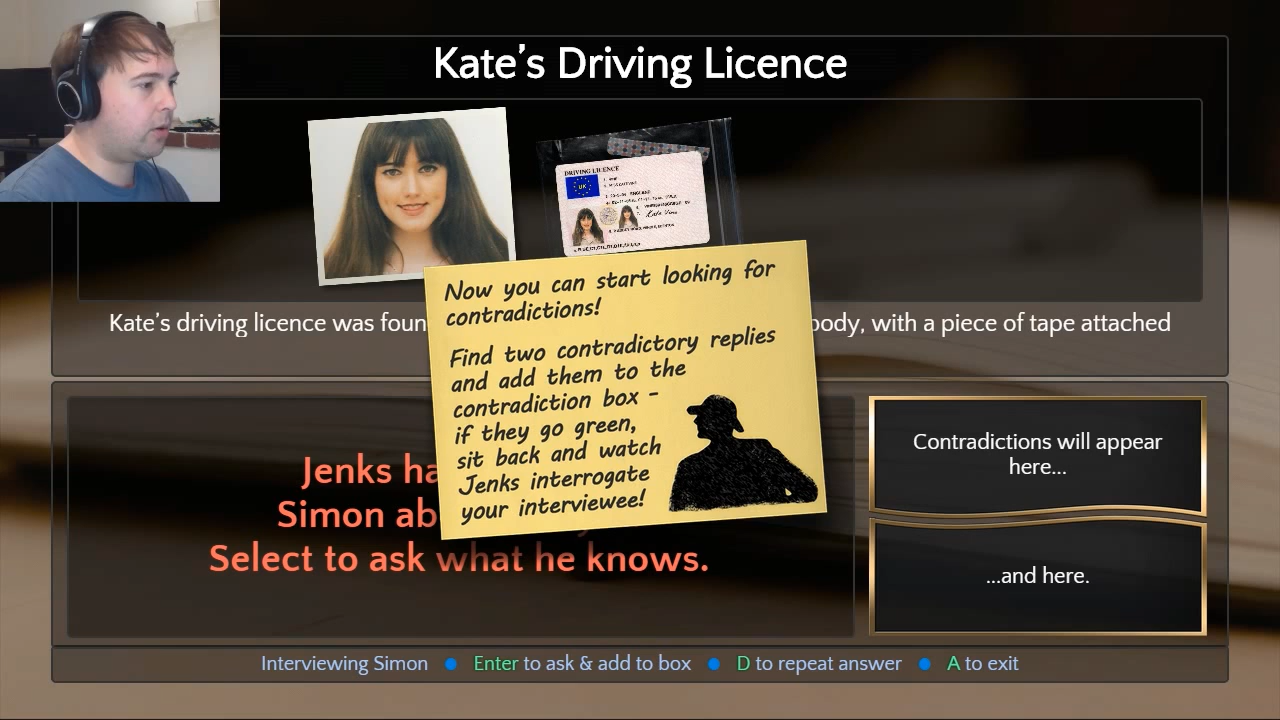 Kate's Driving Licence
DRIVING LICENCE
UK
Now you can start looking for
contradictions!
Find two contradictory replies
and add them to the
contradiction box -
if they go green,
sit back and watch
Jenks interrogate
your interviewee!
Kate's driving licence was foun
body, with a piece of tape attached
Jenks ha
Simon ab
Select to ask what he knows.
Contradictions will appear
here...
...and here.
Interviewing Simon Enter to ask & add to box D to repeat answer A to exit